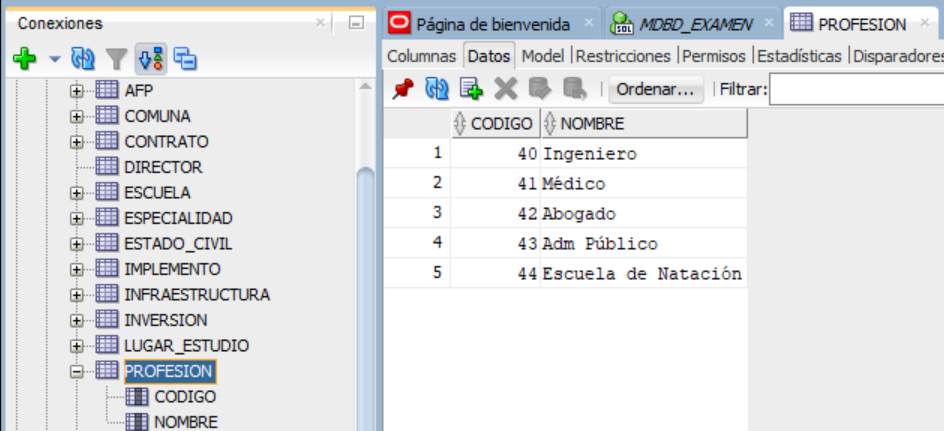 Conexiones
AFP
COMUNA
CONTRATO
DIRECTOR
ESCUELA
ESPECIALIDAD
ESTADO_CIVIL
IMPLEMENTO
INFRAESTRUCTURA
INVERSION
LUGAR_ESTUDIO
PROFESION
CODIGO
NOMBRE
Página de bienvenida MDBD_EXAMEN PROFESION
Columnas Datos Model |Restricciones |Permisos |Estadísticas |Disparadores
Ordenar... Filtrar:
CODIGO NOMBRE
1 40 Ingeniero
2 41 Médico
3 42 Abogado
4 43 Adm Público
5 44 Escuela de Natación